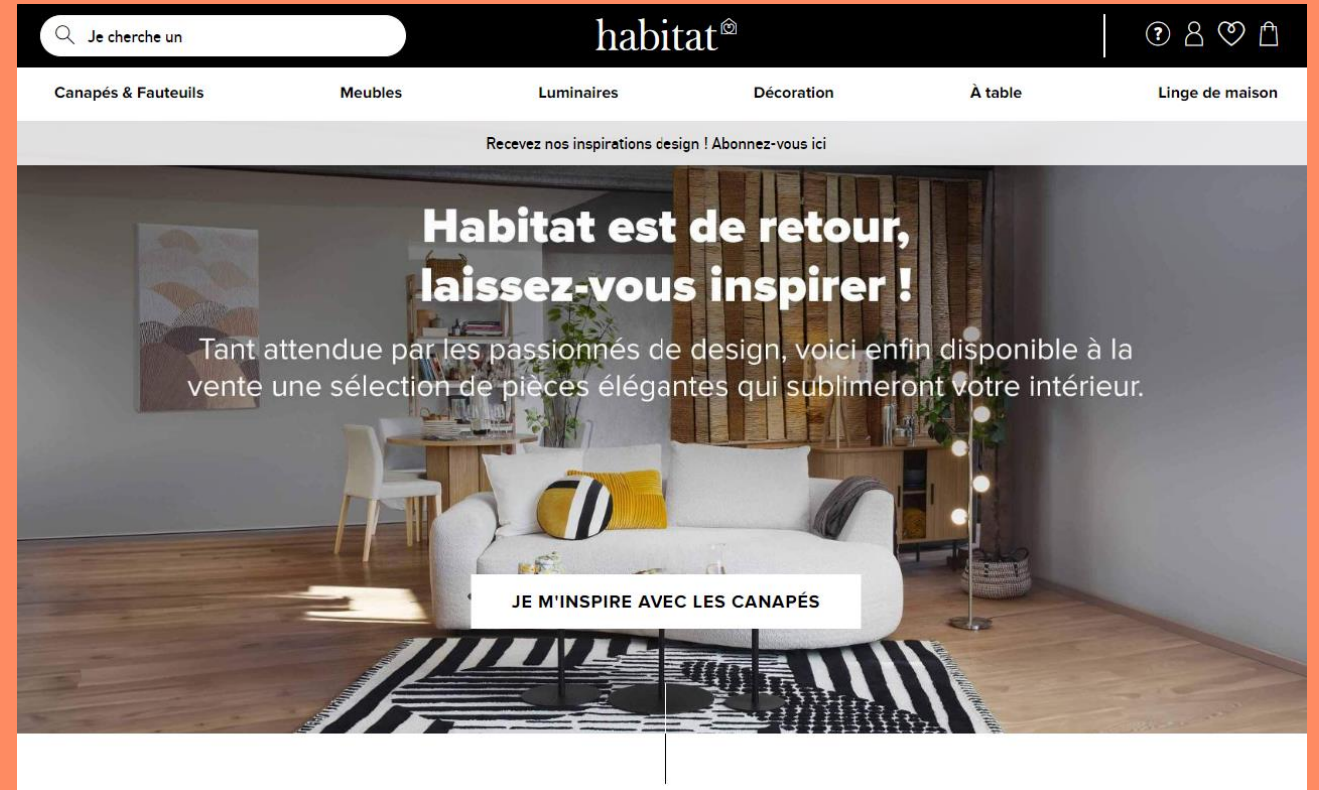 Je cherche un
habitat®
?
Canapés & Fauteuils Meubles Luminaires Décoration À table Linge de maison
Recevez nos inspirations design ! Abonnez-vous ici
Habitat est de retour,
laissez-vous inspirer !
Tant attendue par les passionnés de design, voici enfin disponible à la
vente une sélection de pièces élégantes qui sublimeront votre intérieur.
JE M'INSPIRE AVEC LES CANAPÉS